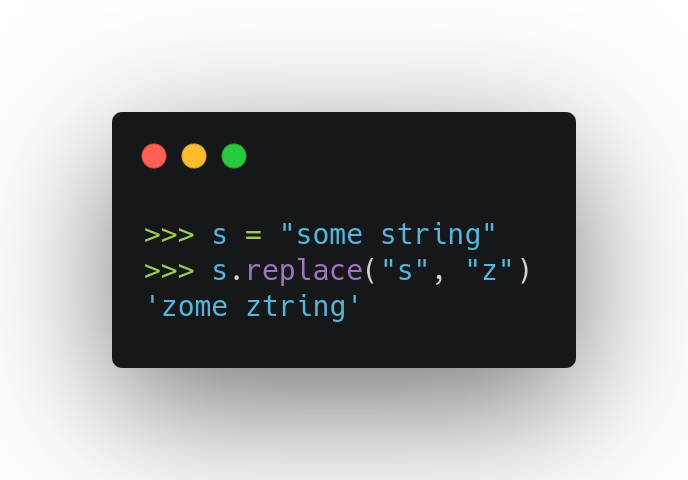 >>> s = "some string"
>>> s.replace("s", "z")
'zome ztring'